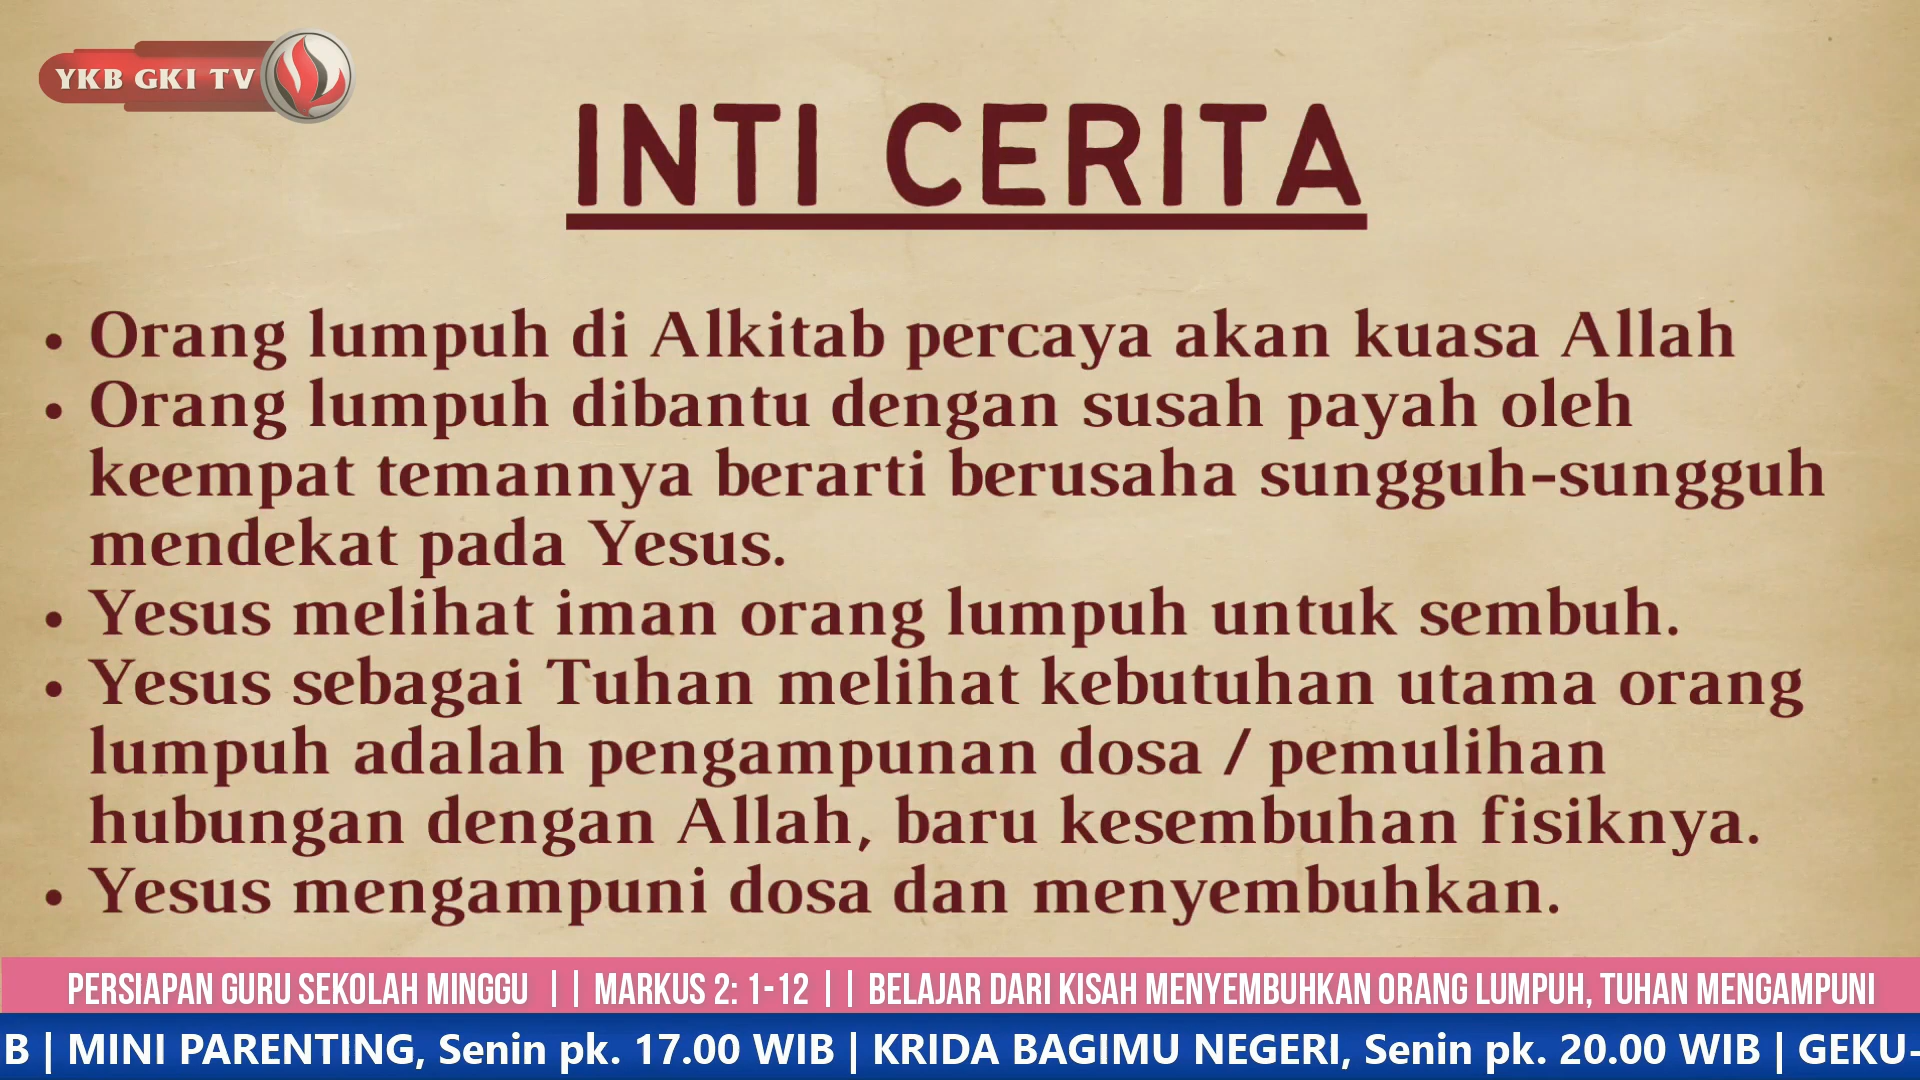 YKB GKI TV
INTI CERITA
• Orang lumpuh di Alkitab percaya akan kuasa Allah
• Orang lumpuh dibantu dengan susah payah oleh
keempat temannya berarti berusaha sungguh-sungguh
mendekat pada Yesus.
• Yesus melihat iman orang lumpuh untuk sembuh.
• Yesus sebagai Tuhan melihat kebutuhan utama orang
lumpuh adalah pengampunan dosa / pemulihan
hubungan dengan Allah, baru kesembuhan fisiknya.
• Yesus mengampuni dosa dan menyembuhkan.
PERSIAPAN GURU SEKOLAH MINGGU || MARKUS 2: 1-12 || BELAJAR DARI KISAH MENYEMBUHKAN ORANG LUMPUH, TUHAN MENGAMPUNI
B | MINI PARENTING, Senin pk. 17.00 WIB | KRIDA BAGIMU NEGERI, Senin pk. 20.00 WIB | GEKU-